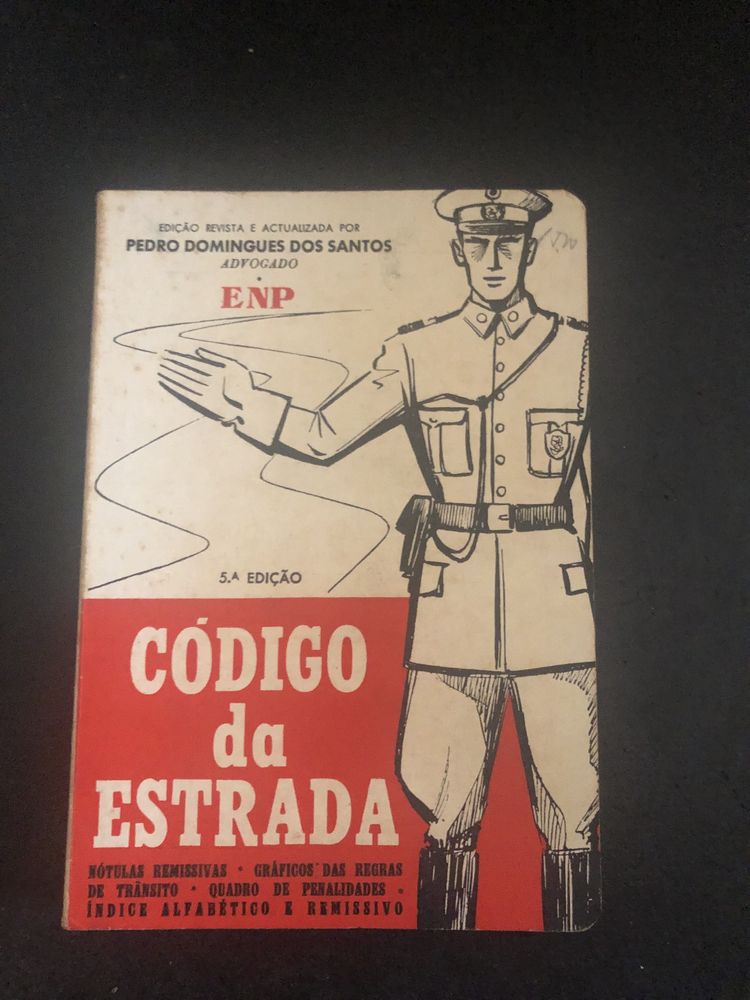 EDIÇÃO REVISTA E ACTUALIZADA POR
PEDRO DOMINGUES DOS SANTOS
ADVOGADO
ENP
5.ª EDIÇÃO
CÓDIGO
da
ESTRADA
NÓTULAS REMISSIVAS • GRÁFICOS DAS REGRAS
DE TRÂNSITO • QUADRO DE PENALIDADES •
ÍNDICE ALFABÉTICO E REMISSIVO